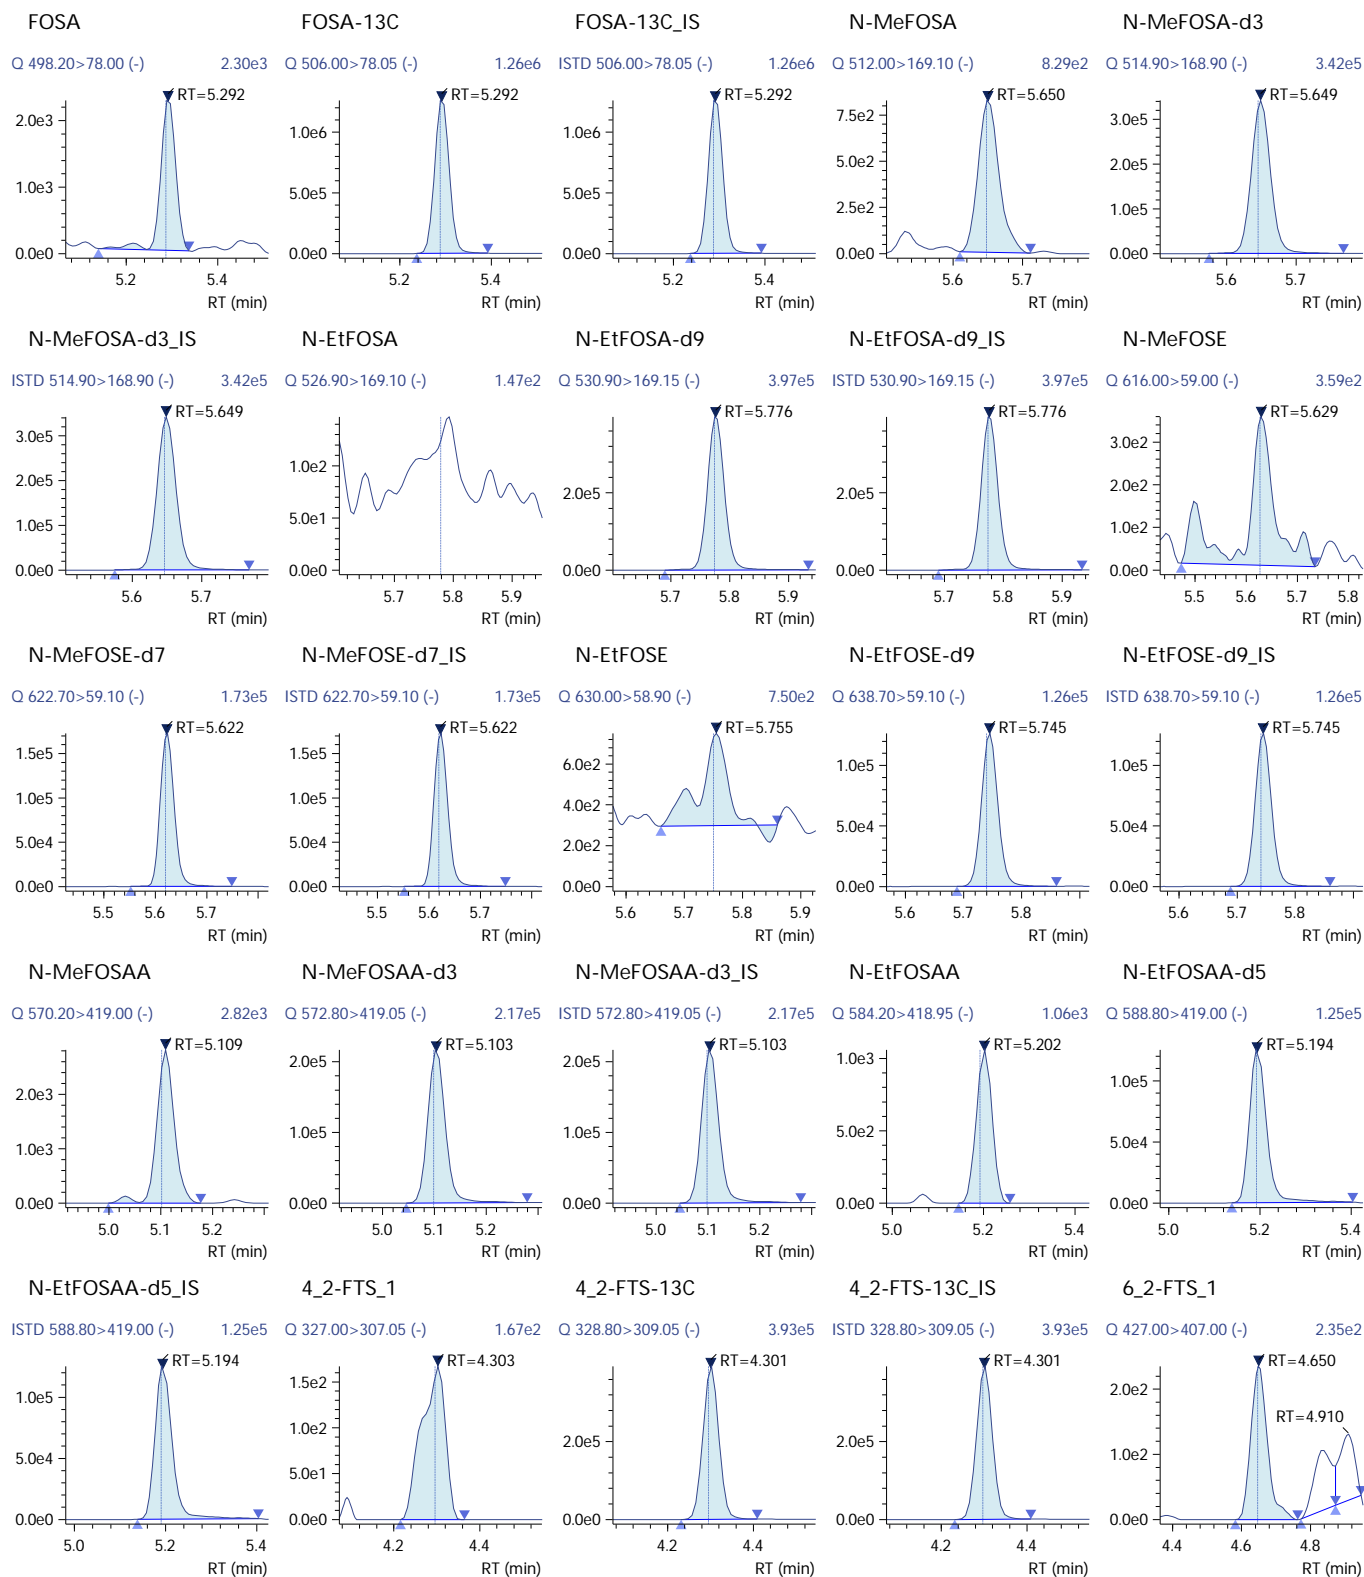 FOSA FOSA-13C FOSA-13C_IS N-MeFOSA N-MeFOSA-d3
Q 498.20>78.00 (-) 2.30e3 Q 506.00>78.05 (-) 1.26e6 ISTD 506.00>78.05 (-) 1.26e6 Q 512.00>169.10 (-) 8.29e2 Q 514.90>168.90 (-) 3.42e5
RT=5.292 RT=5.292 RT=5.292 RT=5.650 RT=5.649
2.0e3 1.0e6 1.0e6 7.5e2 3.0e5
5.0e2 2.0e5
1.0e3 5.0e5 5.0e5 2.5e2 1.0e5
0.0e0 0.0e0 0.0e0 0.0e0 0.0e0
5.2 5.4 5.2 5.4 5.2 5.4 5.6 5.7 5.6 5.7
RT (min) RT (min) RT (min) RT (min) RT (min)
N-MeFOSA-d3_IS N-EtFOSA N-EtFOSA-d9 N-EtFOSA-d9_IS N-MeFOSE
ISTD 514.90>168.90 (-) 3.42e5 Q 526.90>169.10 (-) 1.47e2 Q 530.90>169.15 (-) 3.97e5 ISTD 530.90>169.15 (-) 3.97e5 Q 616.00>59.00 (-) 3.59e2
RT=5.649 RT=5.776 RT=5.776 RT=5.629
3.0e5 1.0e2 3.0e2
2.0e5 2.0e5 2.0e5 2.0e2
1.0e5 5.0e1 1.0e2
0.0e0 0.0e0 0.0e0 0.0e0 0.0e0
5.6 5.7 5.7 5.8 5.9 5.7 5.8 5.9 5.7 5.8 5.9 5.5 5.6 5.7 5.8
RT (min) RT (min) RT (min) RT (min) RT (min)
N-MeFOSE-d7 N-MeFOSE-d7_IS N-EtFOSE N-EtFOSE-d9 N-EtFOSE-d9_IS
Q 622.70>59.10 (-) 1.73e5 ISTD 622.70>59.10 (-) 1.73e5 Q 630.00>58.90 (-) 7.50e2 Q 638.70>59.10 (-) 1.26e5 ISTD 638.70>59.10 (-) 1.26e5
RT=5.622 RT=5.622 RT=5.755 RT=5.745 RT=5.745
1.5e5 1.5e5 6.0e2 1.0e5 1.0e5
1.0e5 1.0e5 4.0e2
5.0e4 5.0e4 2.0e2 5.0e4 5.0e4
0.0e0 0.0e0 0.0e0 0.0e0 0.0e0
5.5 5.6 5.7 5.5 5.6 5.7 5.6 5.7 5.8 5.9 5.6 5.7 5.8 5.6 5.7 5.8
RT (min) RT (min) RT (min) RT (min) RT (min)
N-MeFOSAA N-MeFOSAA-d3 N-MeFOSAA-d3_IS N-EtFOSAA N-EtFOSAA-d5
Q 570.20>419.00 (-) 2.82e3 Q 572.80>419.05 (-) 2.17e5 ISTD 572.80>419.05 (-) 2.17e5 Q 584.20>418.95 (-) 1.06e3 Q 588.80>419.00 (-) 1.25e5
RT=5.109 RT=5.103 RT=5.103 RT=5.202 RT=5.194
2.0e3 2.0e5 2.0e5 1.0e3 1.0e5
1.0e3 1.0e5 1.0e5 5.0e2 5.0e4
0.0e0 0.0e0 0.0e0 0.0e0 0.0e0
5.0 5.1 5.2 5.0 5.1 5.2 5.0 5.1 5.2 5.0 5.2 5.4 5.0 5.2 5.4
RT (min) RT (min) RT (min) RT (min) RT (min)
N-EtFOSAA-d5_IS 4_2-FTS_1 4_2-FTS-13C 4_2-FTS-13C_IS 6_2-FTS_1
ISTD 588.80>419.00 (-) 1.25e5 Q 327.00>307.05 (-) 1.67e2 Q 328.80>309.05 (-) 3.93e5 ISTD 328.80>309.05 (-) 3.93e5 Q 427.00>407.00 (-) 2.35e2
RT=5.194 RT=4.303 RT=4.301 RT=4.301 RT=4.650
RT=4.910
1.0e5 1.5e2 2.0e2
1.0e2 2.0e5 2.0e5
5.0e4 5.0e1 1.0e2
0.0e0 0.0e0 0.0e0 0.0e0 0.0e0
5.0 5.2 5.4 4.2 4.4 4.2 4.4 4.2 4.4 4.4 4.6 4.8
RT (min) RT (min) RT (min) RT (min) RT (min)